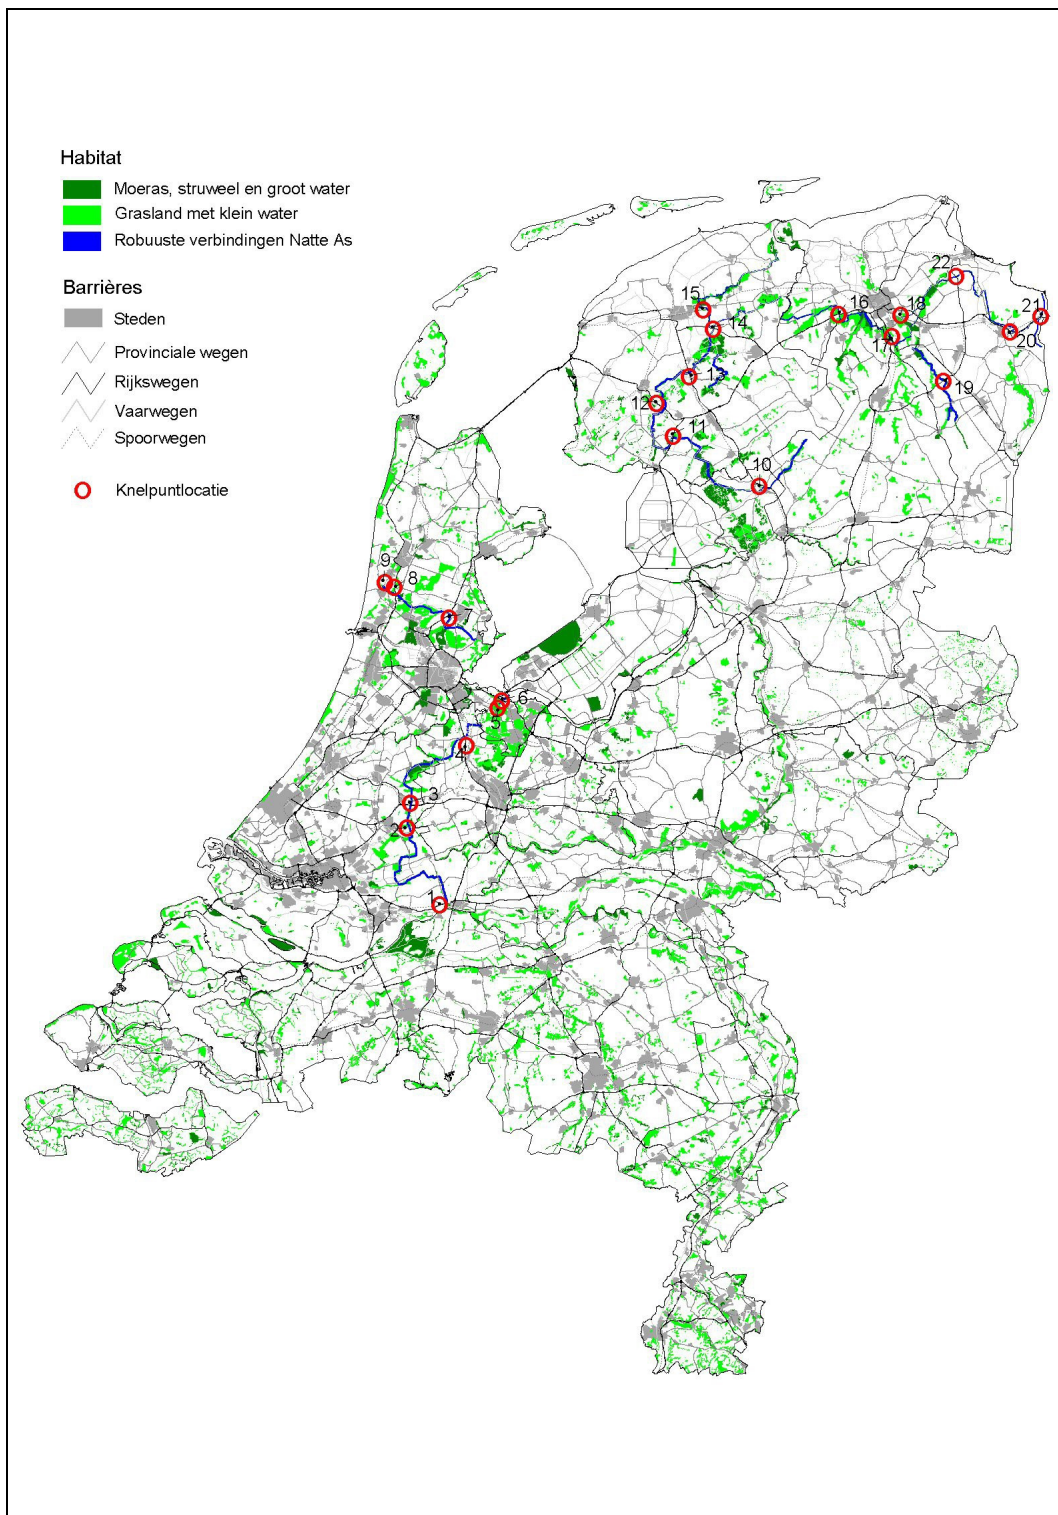 Habitat
Moeras, struweel en groot water
Grasland met klein water
Robuuste verbindingen Natte As
Barrières
Steden
Provinciale wegen
Rijkswegen
Vaarwegen
Spoorwegen
Knelpuntlocatie
22
15
16
18
21
14
17
20
13
19
12
11
10
9
8
7
6
5
4
3
2
1